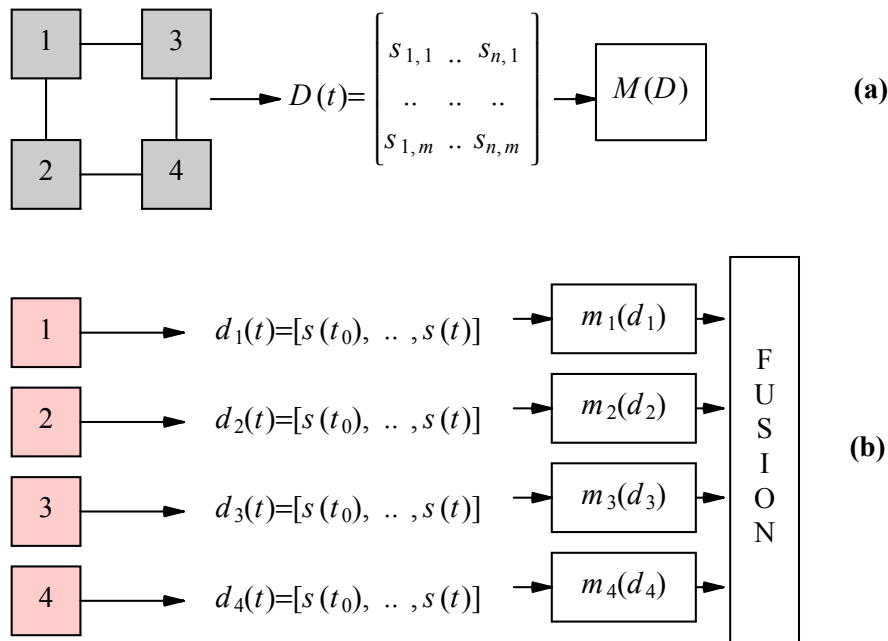 1 3
2 4
D(t)=
s1,1 .. sn,1
.. .. ..
s1,m .. sn,m
M(D)
(a)
1 d1(t)=[s(t0), .. ,s(t)] m1(d1)
2 d2(t)=[s(t0), .. ,s(t)] m2(d2)
3 d3(t)=[s(t0), .. ,s(t)] m3(d3)
4 d4(t)=[s(t0), .. ,s(t)] m4(d4)
F
U
S
I
O
N
(b)